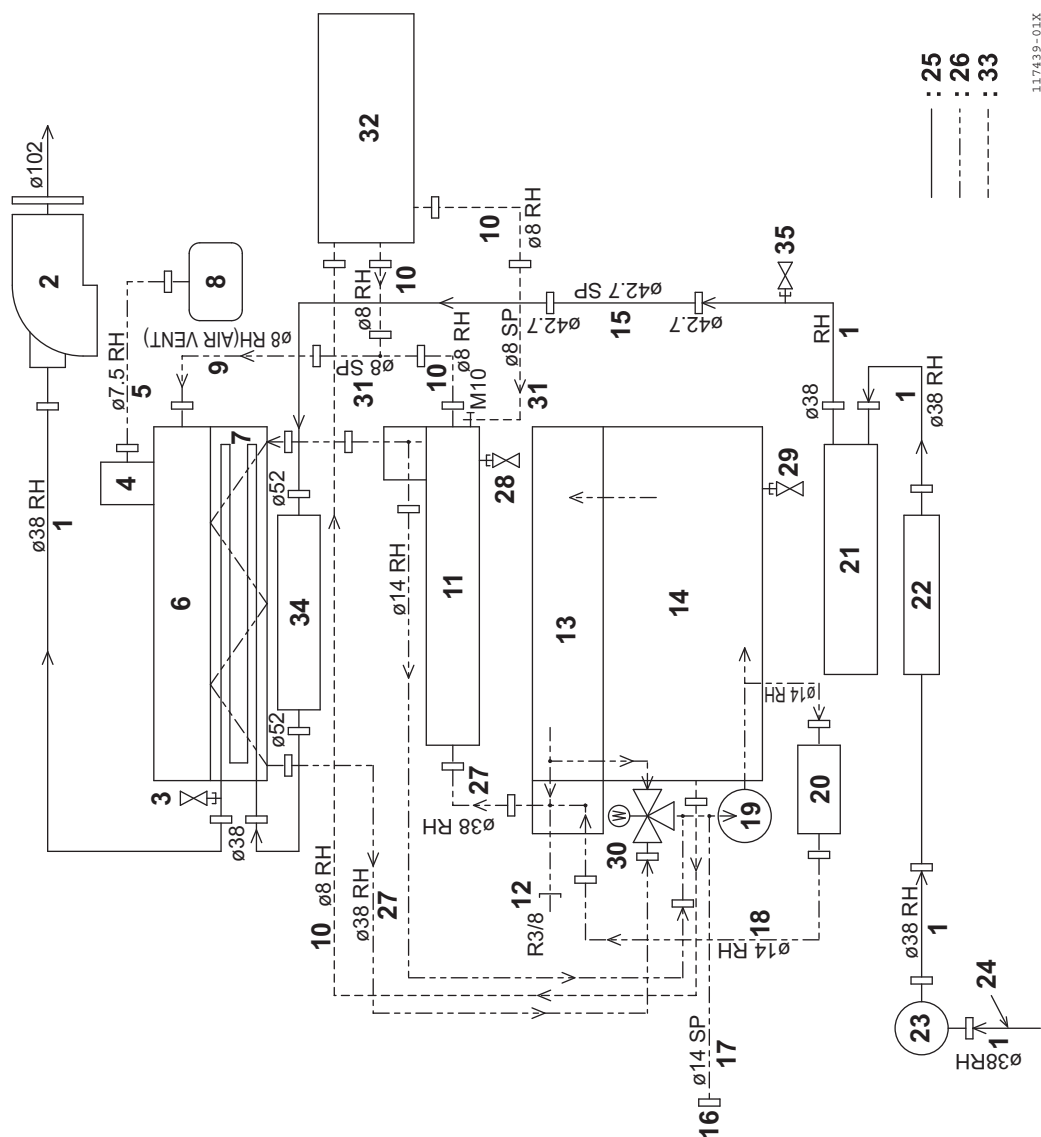 ø102
2
32
ø7.5 RH
5
8
ø8 RH(AIR VENT)
9
ø8 RH
10
10
ø8 RH
ø38 RH
1
4
6
7
ø52
34
ø52
3
ø38
ø8 SP
31
10
ø8 RH
M10
ø8 SP
31
ø42.7
ø42.7 SP
15
ø42.7
35
RH
1
ø38
1
ø38 RH
28
11
ø14 RH
27
ø38 RH
13
14
29
21
22
10
ø8 RH
ø38 RH
27
12
R3/8
W
30
19
ø14 RH
20
18
ø14 RH
ø14 SP
17
16
ø38 RH
1
23
24
1
ø38RH
: 25
: 26
: 33
117439-01X